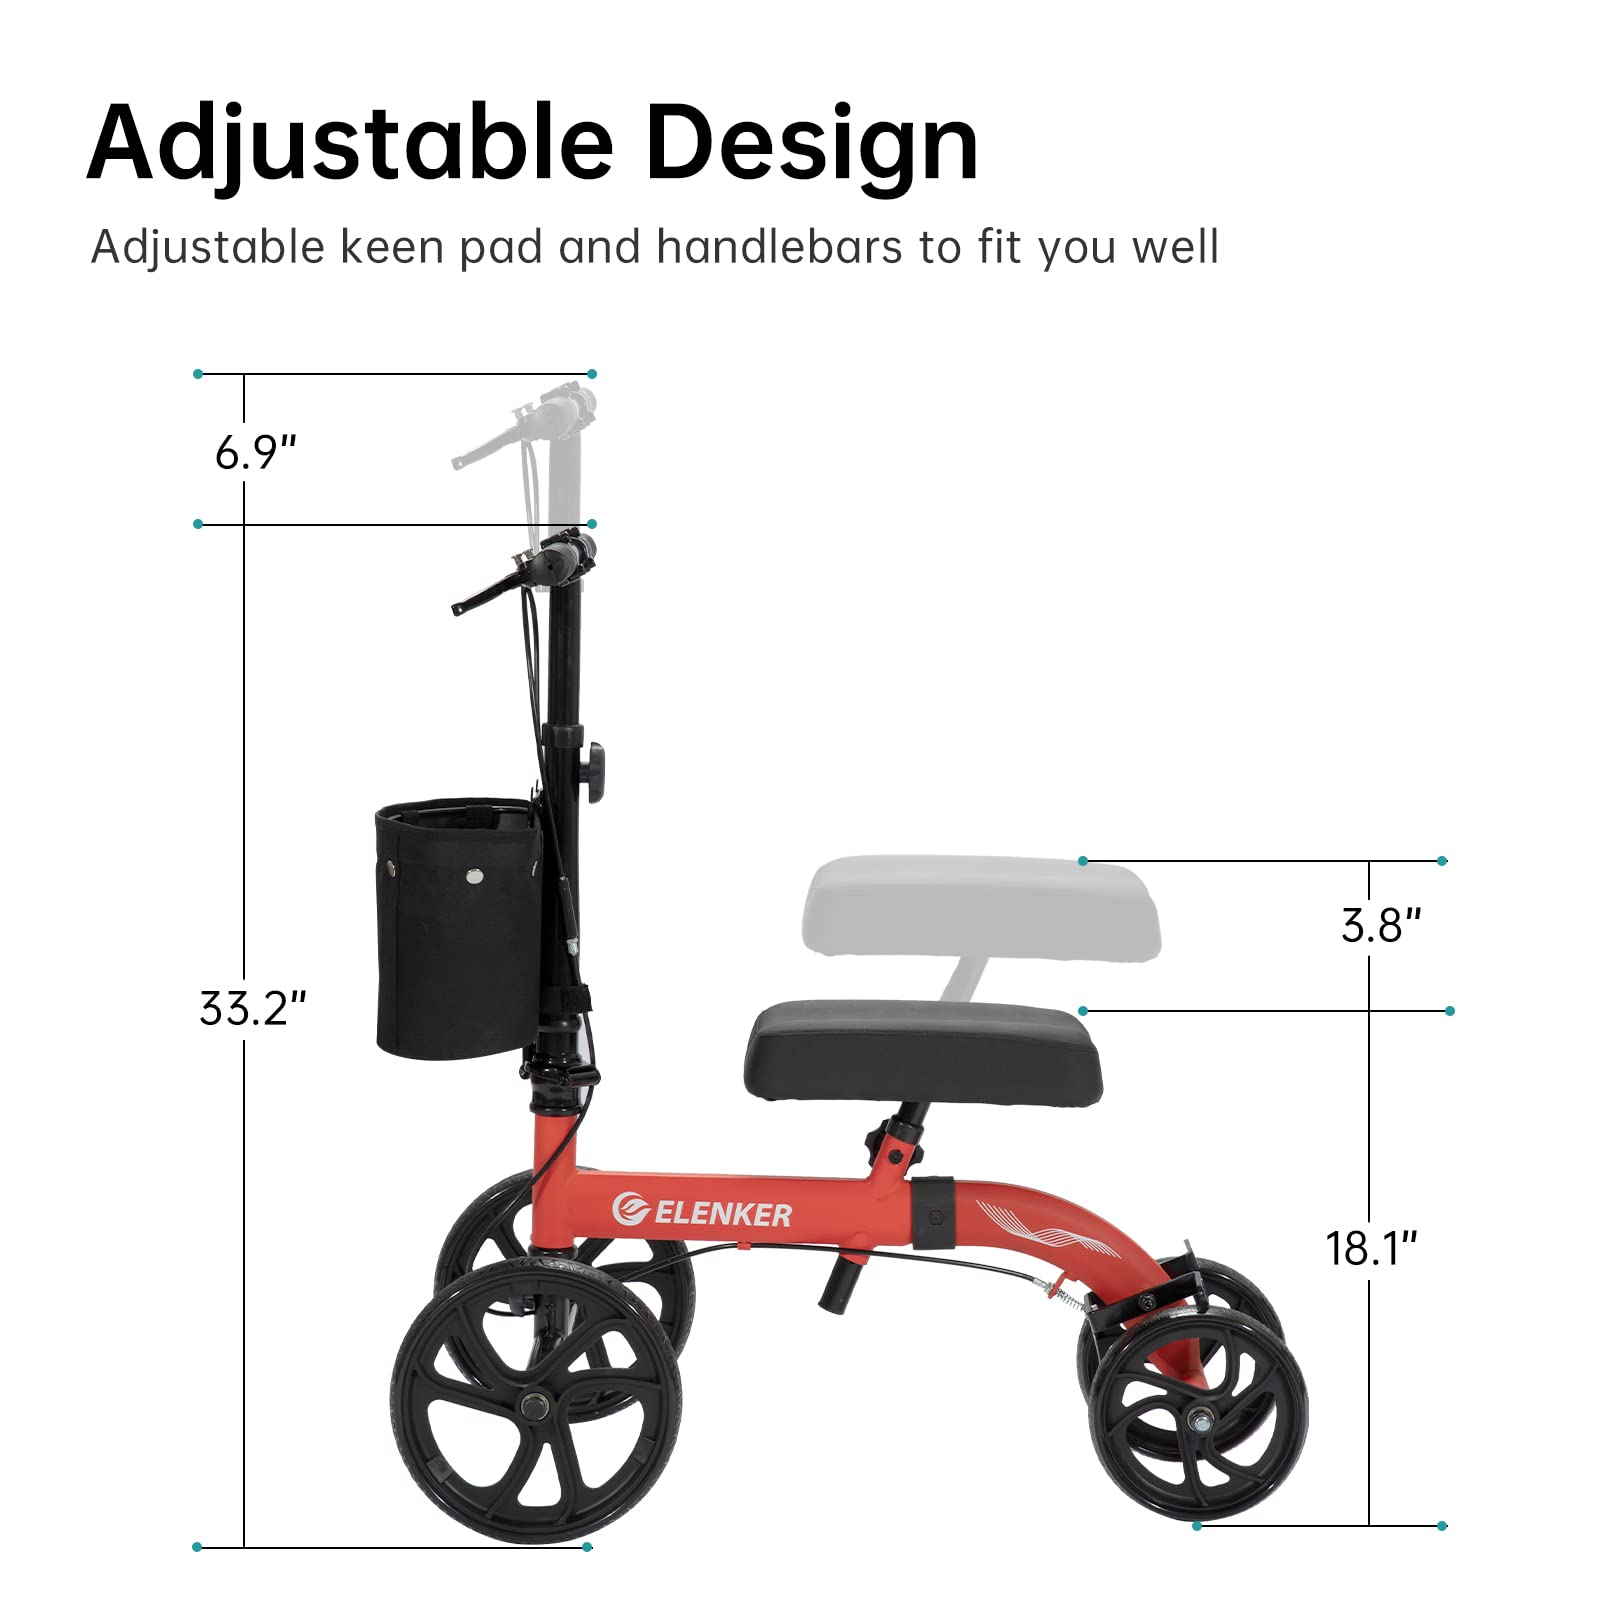 Adjustable Design
Adjustable keen pad and handlebars to fit you well
6.9"
3.8"
33.2"
ELENKER
18.1"